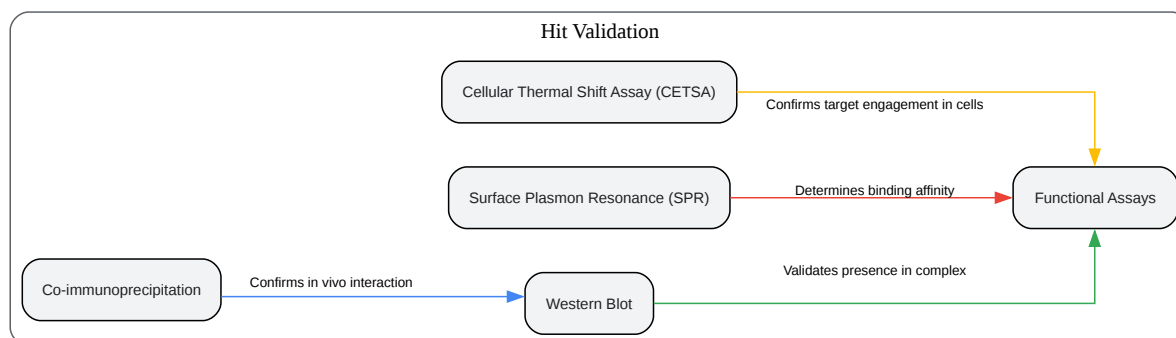 Hit Validation
Cellular Thermal Shift Assay (CETSA)
Confirms target engagement in cells
Surface Plasmon Resonance (SPR)
Determines binding affinity
Functional Assays
Co-immunoprecipitation
Confirms in vivo interaction
Western Blot
Validates presence in complex